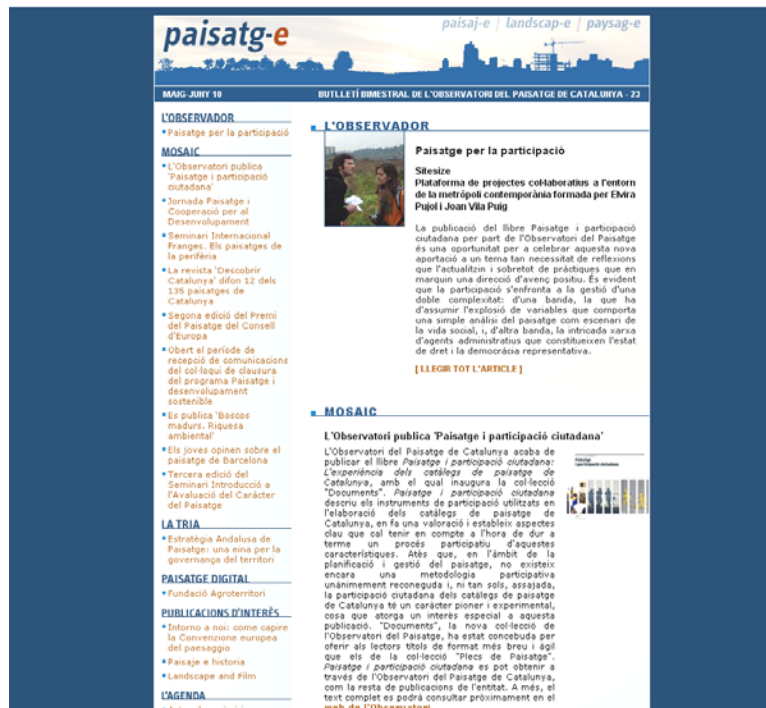 paisatg-e
paisaj-e | landscap-e | paysag-e
MAIG-JUNY 10
BUTLLETÍ BIMESTRAL DE L'OBSERVATORI DEL PAISATGE DE CATALUNYA - 23
L'OBSERVADOR
Paisatge per la participació
MOSAIC
L'Observatori publica
'Paisatge i participació
ciutadana'
Jornada Paisatge i
Cooperació per al
Desenvolupament
Seminari Internacional
Franges. Els paisatges de
la perifèria
La revista 'Descobrir
Catalunya' difon 12 dels
135 paisatges de
Catalunya
Segona edició del Premi
del Paisatge del Consell
d'Europa
Obert el període de
recepció de comunicacions
del col·loqui de clausura
del programa Paisatge i
desenvolupament
sostenible
Es publica 'Boscos
madurs. Riquesa
ambiental'
Els joves opinen sobre el
paisatge de Barcelona
Tercera edició del
Seminari Introducció a
l'Avaluació del Caràcter
del Paisatge
LA TRIA
Estratègia Andalusa de
Paisatge: una eina per la
governança del territori
PAISATGE DIGITAL
Fundació Agroterritori
PUBLICACIONS D'INTERÈS
Intorno a noi: come capire
la Convenzione europea
del paesaggio
Paisaje e historia
Landscape and Film
L'AGENDA
L'OBSERVADOR
Paisatge per la participació
Sitesize
Plataforma de projectes col·laboratius a l'entorn
de la metròpoli contemporània formada per Elvira
Pujol i Joan Vila Puig
La publicació del llibre Paisatge i participació
ciutadana per part de l'Observatori del Paisatge
és una oportunitat per a celebrar aquesta nova
aportació a un tema tan necessitat de reflexions
que l'actualitzin i sobretot de pràctiques que en
marquin una direcció d'avenç positiu. És evident
que la participació s'enfronta a la gestió d'una
doble complexitat: d'una banda, la que ha
d'assumir l'explosió de variables que comporta
una simple anàlisi del paisatge com escenari de
la vida social, i, d'altra banda, la intricada xarxa
d'agents administratius que constitueixen l'estat
de dret i la democràcia representativa.
[ LLEGIR TOT L'ARTICLE ]
MOSAIC
L'Observatori publica 'Paisatge i participació ciutadana'
L'Observatori del Paisatge de Catalunya acaba de
publicar el llibre Paisatge i participació ciutadana:
L'experiència dels catàlegs de paisatge de
Catalunya, amb el qual inaugura la col·lecció
"Documents". Paisatge i participació ciutadana
descriu els instruments de participació utilitzats en
l'elaboració dels catàlegs de paisatge de
Catalunya, en fa una valoració i estableix aspectes
clau que cal tenir en compte a l'hora de dur a
terme un procés participatiu d'aquestes
característiques. Atès que, en l'àmbit de la
planificació i gestió del paisatge, no existeix
encara una metodologia participativa
unànimement reconeguda i, ni tan sols, assajada,
la participació ciutadana dels catàlegs de paisatge
de Catalunya té un caràcter pioner i experimental,
cosa que atorga un interès especial a aquesta
publicació. "Documents", la nova col·lecció de
l'Observatori del Paisatge, ha estat concebuda per
oferir als lectors títols de format més breu i àgil
que els de la col·lecció "Plecs de Paisatge".
Paisatge i participació ciutadana es pot obtenir a
través de l'Observatori del Paisatge de Catalunya,
com la resta de publicacions de l'entitat. A més, el
text complet es podrà consultar pròximament en el
web de l'Observatori